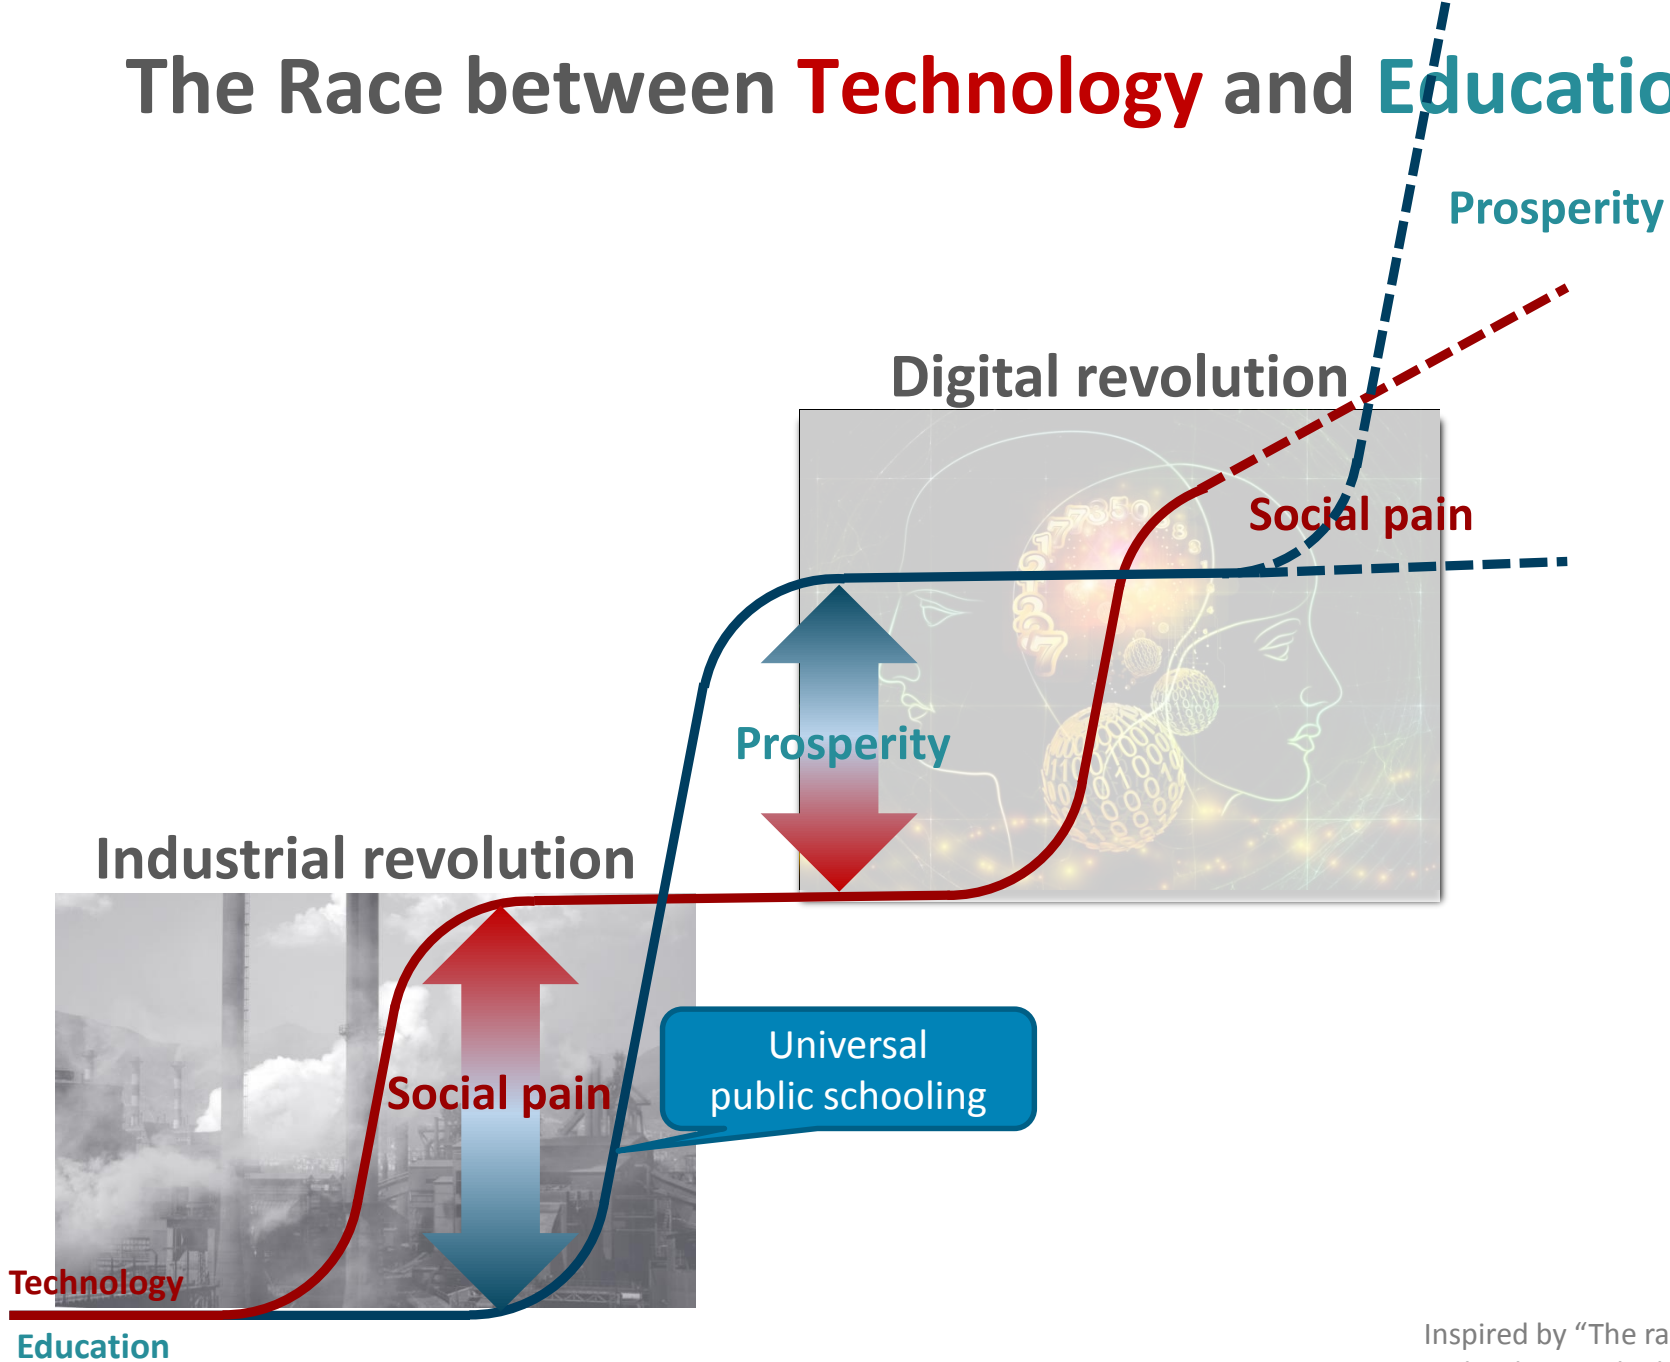 The Race between Technology and Educatio
Prosperity
Digital revolution
Social pain
Prosperity
Industrial revolution
Universal
public schooling
Social pain
Technology
Education
Inspired by “The ra